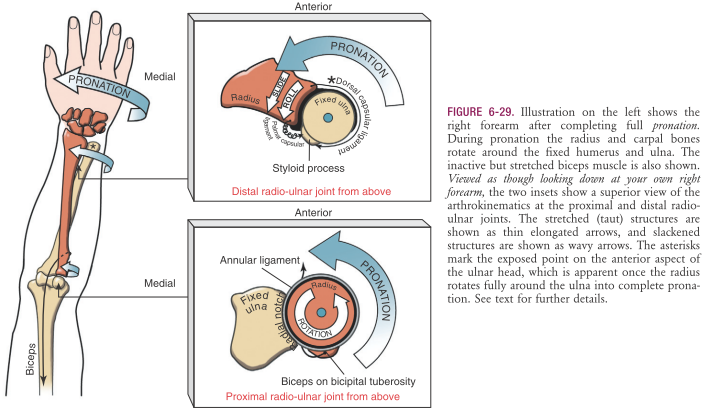 Anterior
PRONATION
Medial
PRONATION
Radius
SLIDE
ROLL
*
Dorsal capsular ligament
Fixed ulna
Palmar capsular
ligament
Styloid process
Distal radio-ulnar joint from above
*
Anterior
Annular ligament
PRONATION
Medial
Radius
Fixed
ulna
Radial notch
ROTATION
Biceps
Biceps on bicipital tuberosity
Proximal radio-ulnar joint from above
FIGURE 6-29. Illustration on the left shows the
right forearm after completing full pronation.
During pronation the radius and carpal bones
rotate around the fixed humerus and ulna. The
inactive but stretched biceps muscle is also shown.
Viewed as though looking down at your own right
forearm, the two insets show a superior view of the
arthrokinematics at the proximal and distal radio-
ulnar joints. The stretched (taut) structures are
shown as thin elongated arrows, and slackened
structures are shown as wavy arrows. The asterisks
mark the exposed point on the anterior aspect of
the ulnar head, which is apparent once the radius
rotates fully around the ulna into complete prona-
tion. See text for further details.